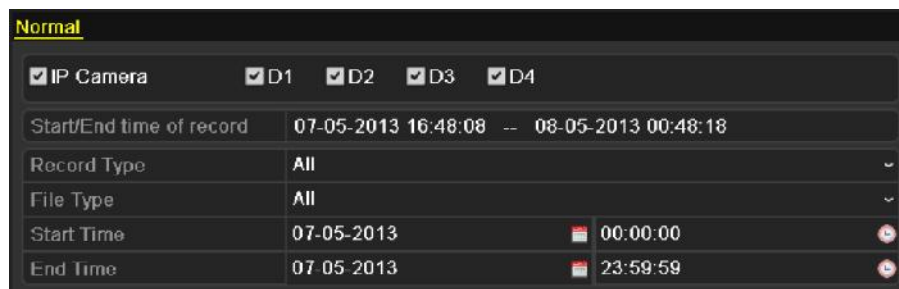 Normal
IP Camera D1 D2 D3 D4
Start/End time of record 07-05-2013 16:48:08 -- 08-05-2013 00:48:18
Record Type All
File Type All
Start Time 07-05-2013 00:00:00
End Time 07-05-2013 23:59:59